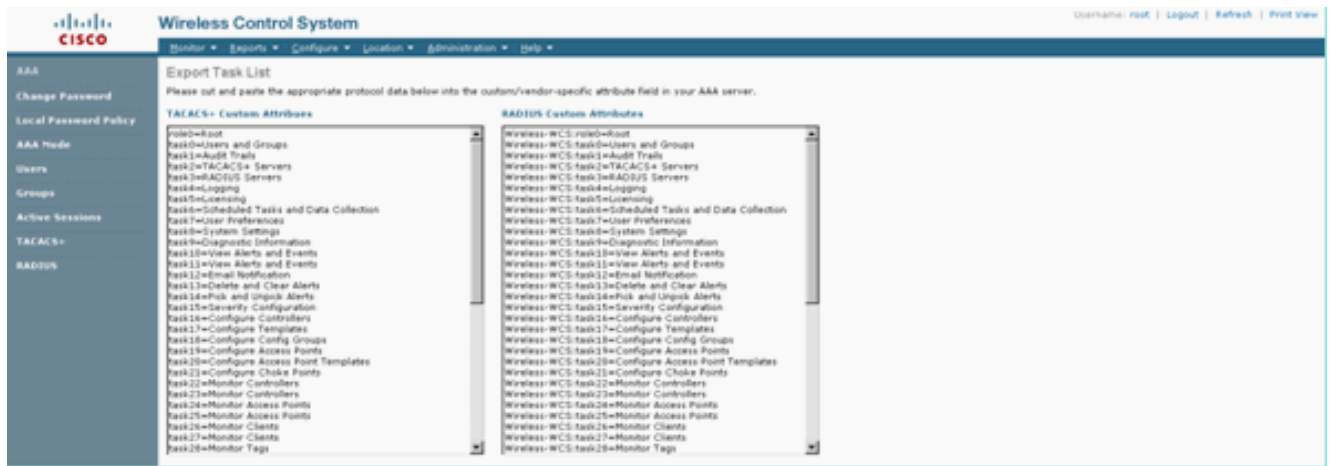 Username: root | Logout | Refresh | Print View
CISCO
Wireless Control System
Monitor Reports Configure Location Administration Help
AAA
Change Password
Local Password Policy
AAA Mode
Users
Groups
Active Sessions
TACACS+
RADIUS
Export Task List
Please cut and paste the appropriate protocol data below into the custom/vendor-specific attribute field in your AAA server.
TACACS+ Custom Attribues
role0=Root
task0=Users and Groups
task1=Audit Trails
task2=TACACS+ Servers
task3=RADIUS Servers
task4=Logging
task5=Licensing
task6=Scheduled Tasks and Data Collection
task7=User Preferences
task8=System Settings
task9=Diagnostic Information
task10=View Alerts and Events
task11=View Alerts and Events
task12=Email Notification
task13=Delete and Clear Alerts
task14=Pick and Unpick Alerts
task15=Severity Configuration
task16=Configure Controllers
task17=Configure Templates
task18=Configure Config Groups
task19=Configure Access Points
task20=Configure Access Point Templates
task21=Configure Choke Points
task22=Monitor Controllers
task23=Monitor Controllers
task24=Monitor Access Points
task25=Monitor Access Points
task26=Monitor Clients
task27=Monitor Clients
task28=Monitor Tags
RADIUS Custom Attributes
Wireless-WCS:role0=Root
Wireless-WCS:task0=Users and Groups
Wireless-WCS:task1=Audit Trails
Wireless-WCS:task2=TACACS+ Servers
Wireless-WCS:task3=RADIUS Servers
Wireless-WCS:task4=Logging
Wireless-WCS:task5=Licensing
Wireless-WCS:task6=Scheduled Tasks and Data Collection
Wireless-WCS:task7=User Preferences
Wireless-WCS:task8=System Settings
Wireless-WCS:task9=Diagnostic Information
Wireless-WCS:task10=View Alerts and Events
Wireless-WCS:task11=View Alerts and Events
Wireless-WCS:task12=Email Notification
Wireless-WCS:task13=Delete and Clear Alerts
Wireless-WCS:task14=Pick and Unpick Alerts
Wireless-WCS:task15=Severity Configuration
Wireless-WCS:task16=Configure Controllers
Wireless-WCS:task17=Configure Templates
Wireless-WCS:task18=Configure Config Groups
Wireless-WCS:task19=Configure Access Points
Wireless-WCS:task20=Configure Access Point Templates
Wireless-WCS:task21=Configure Choke Points
Wireless-WCS:task22=Monitor Controllers
Wireless-WCS:task23=Monitor Controllers
Wireless-WCS:task24=Monitor Access Points
Wireless-WCS:task25=Monitor Access Points
Wireless-WCS:task26=Monitor Clients
Wireless-WCS:task27=Monitor Clients
Wireless-WCS:task28=Monitor Tags